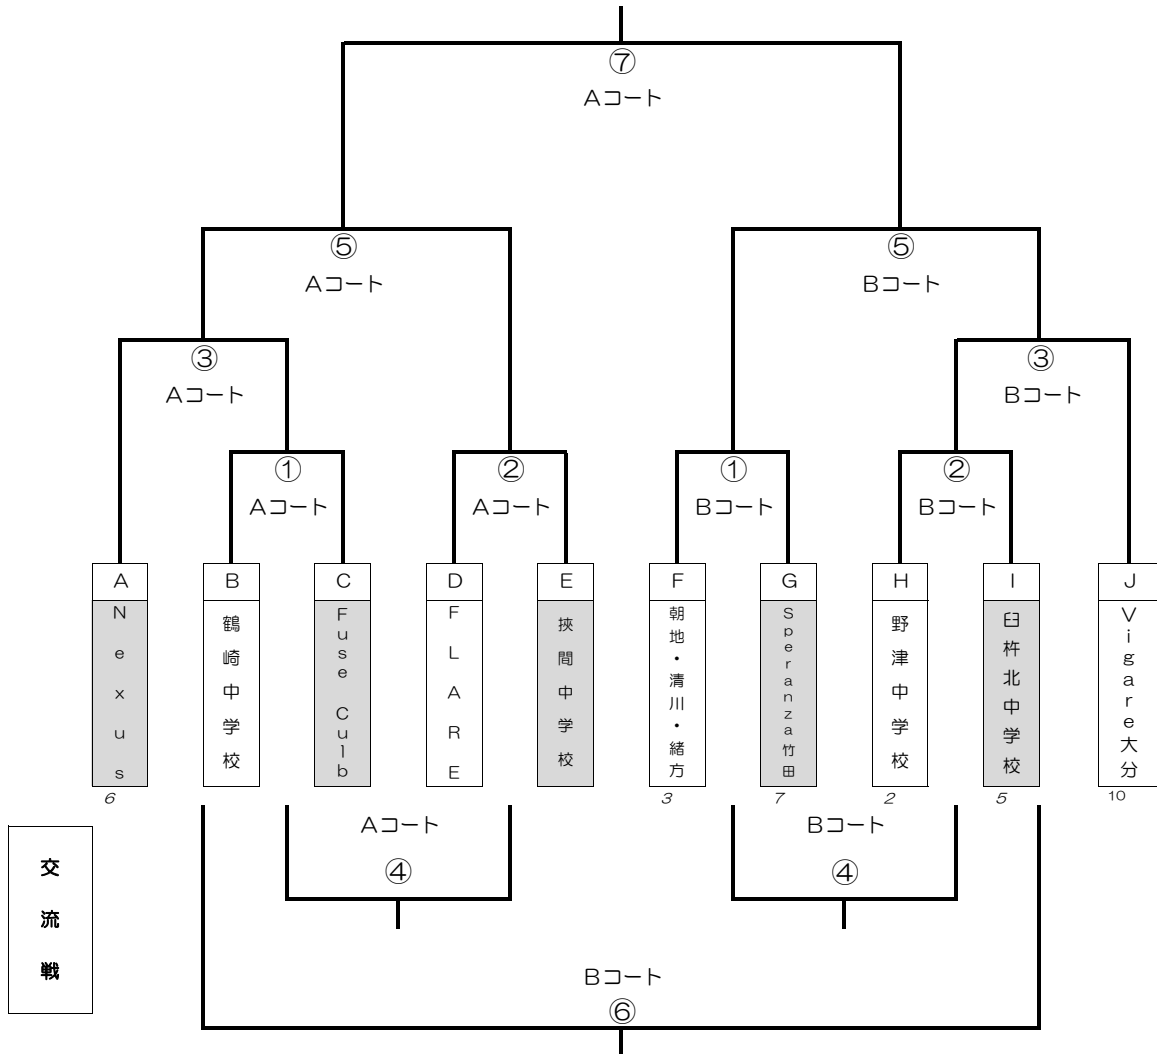 ⑦
Aコート
⑤
Aコート
⑤
Bコート
③
Aコート
③
Bコート
①
Aコート
②
Aコート
①
Bコート
②
Bコート
A
B
C
D
E
F
G
H
I
J
Nexus
鶴崎中学校
Fuse Culb
FLARE
挾間中学校
朝地・清川・緒方
Speranza竹田
野津中学校
臼杵北中学校
Vigare大分
6
3
7
2
5
10
Aコート
④
Bコート
④
交流戦
Bコート
⑥